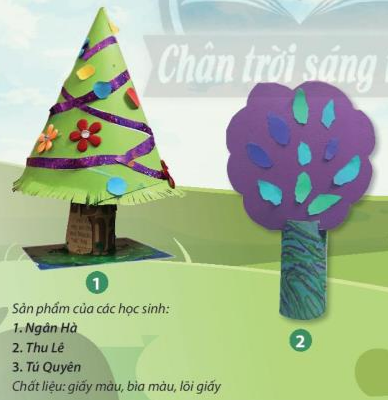 Chân trời sáng
1
2
Sản phẩm của các học sinh:
1. Ngân Hà
2. Thu Lê
3. Tú Quyên
Chất liệu: giấy màu, bìa màu, lõi giấy